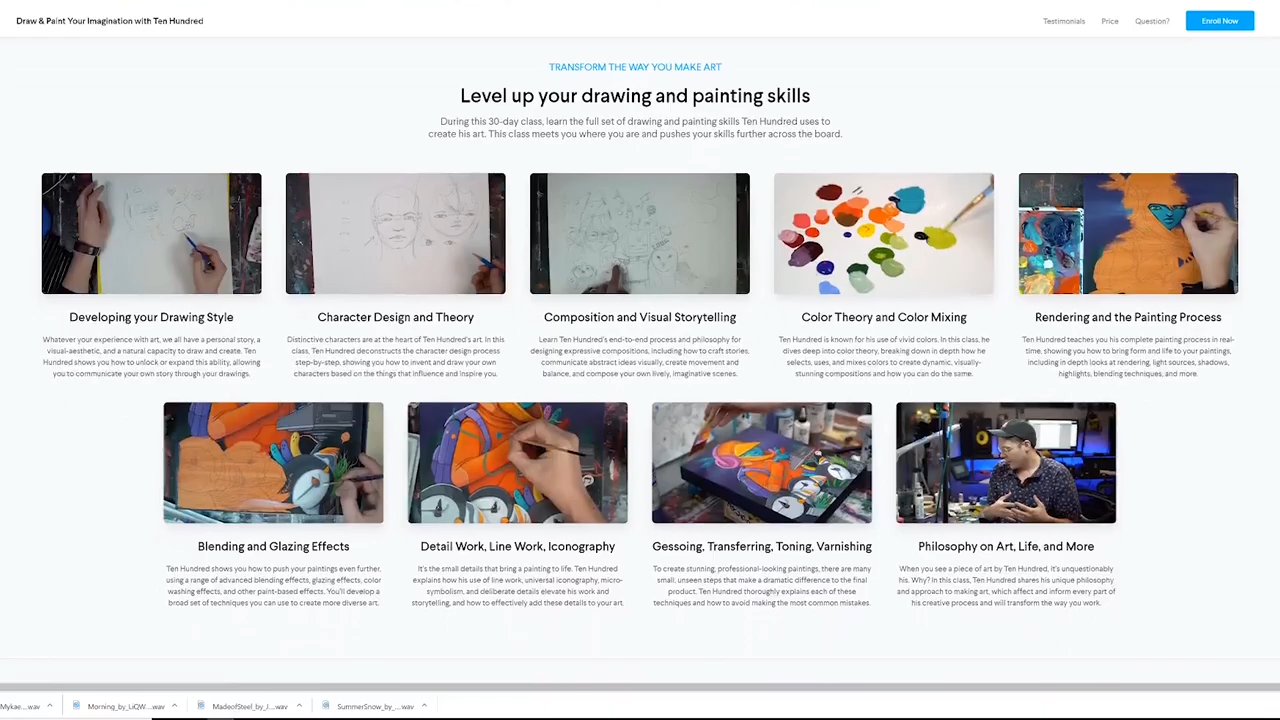 Draw & Paint Your Imagination with Ten Hundred
Testimonials
Price
Question?
Enroll Now
TRANSFORM THE WAY YOU MAKE ART
Level up your drawing and painting skills
During this 30-day class, learn the full set of drawing and painting skills Ten Hundred uses to
create his art. This class meets you where you are and pushes your skills further across the board.
Developing your Drawing Style
Whatever your experience with art, we all have a personal story, a
visual-aesthetic, and a natural capacity to draw and create. Ten
Hundred shows you how to unlock or expand this ability, allowing
you to communicate your own story through your drawings.
Character Design and Theory
Distinctive characters are at the heart of Ten Hundred's art. In this
class, Ten Hundred deconstructs the character design process
step-by-step, showing you how to invent and draw your own
characters based on the things that influence and inspire you.
Composition and Visual Storytelling
Learn Ten Hundred's end-to-end process and philosophy for
designing expressive compositions, including how to craft stories,
communicate abstract ideas visually, create movement and
balance, and compose your own lively, imaginative scenes.
Color Theory and Color Mixing
Ten Hundred is known for his use of vivid colors. In this class, he
dives deep into color theory, breaking down in depth how he
selects, uses, and mixes colors to create dynamic, visually-
stunning compositions and how you can do the same.
Rendering and the Painting Process
Ten Hundred teaches you his complete painting process in real-
time, showing you how to bring form and life to your paintings,
including in depth looks at rendering, light sources, shadows,
highlights, blending techniques, and more.
Blending and Glazing Effects
Ten Hundred shows you how to push your paintings even further,
using a range of advanced blending effects, glazing effects, color
washing effects, and other paint-based effects. You'll develop a
broad set of techniques you can use to create more diverse art.
Detail Work, Line Work, Iconography
It's the small details that bring a painting to life. Ten Hundred
explains how his use of line work, universal iconography, micro-
symbolism, and deliberate details elevate his work and
storytelling, and how to effectively add these details to your art.
Gessoing, Transferring, Toning, Varnishing
To create stunning, professional-looking paintings, there are many
small, unseen steps that make a dramatic difference to the final
product. Ten Hundred thoroughly explains each of these
techniques and how to avoid making the most common mistakes.
Philosophy on Art, Life, and More
When you see a piece of art by Ten Hundred, it's unquestionably
his. Why? In this class, Ten Hundred shares his unique philosophy
and approach to making art, which affect and inform every part of
his creative process and will transform the way you work.
Mykae....wav
Morning_by_LiQW....wav
MadeofSteel_by_I....wav
SummerSnow_by_....wav